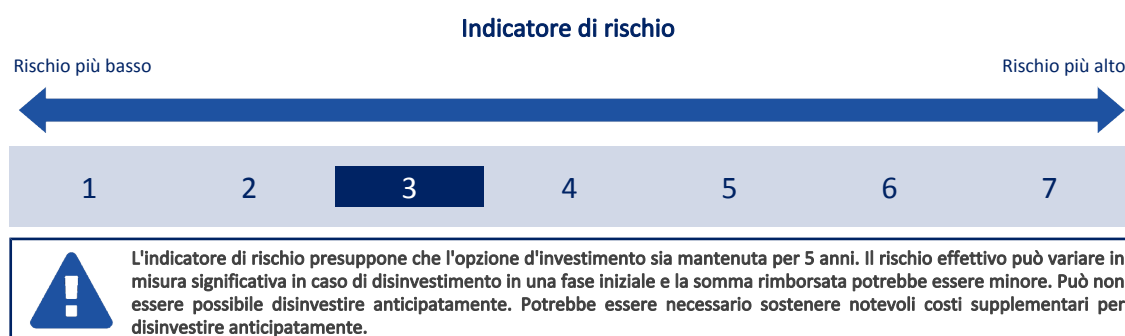 Indicatore di rischio
Rischio più basso
Rischio più alto
1 2 3 4 5 6 7
L'indicatore di rischio presuppone che l'opzione d'investimento sia mantenuta per 5 anni. Il rischio effettivo può variare in
misura significativa in caso di disinvestimento in una fase iniziale e la somma rimborsata potrebbe essere minore. Può non
essere possibile disinvestire anticipatamente. Potrebbe essere necessario sostenere notevoli costi supplementari per
disinvestire anticipatamente.